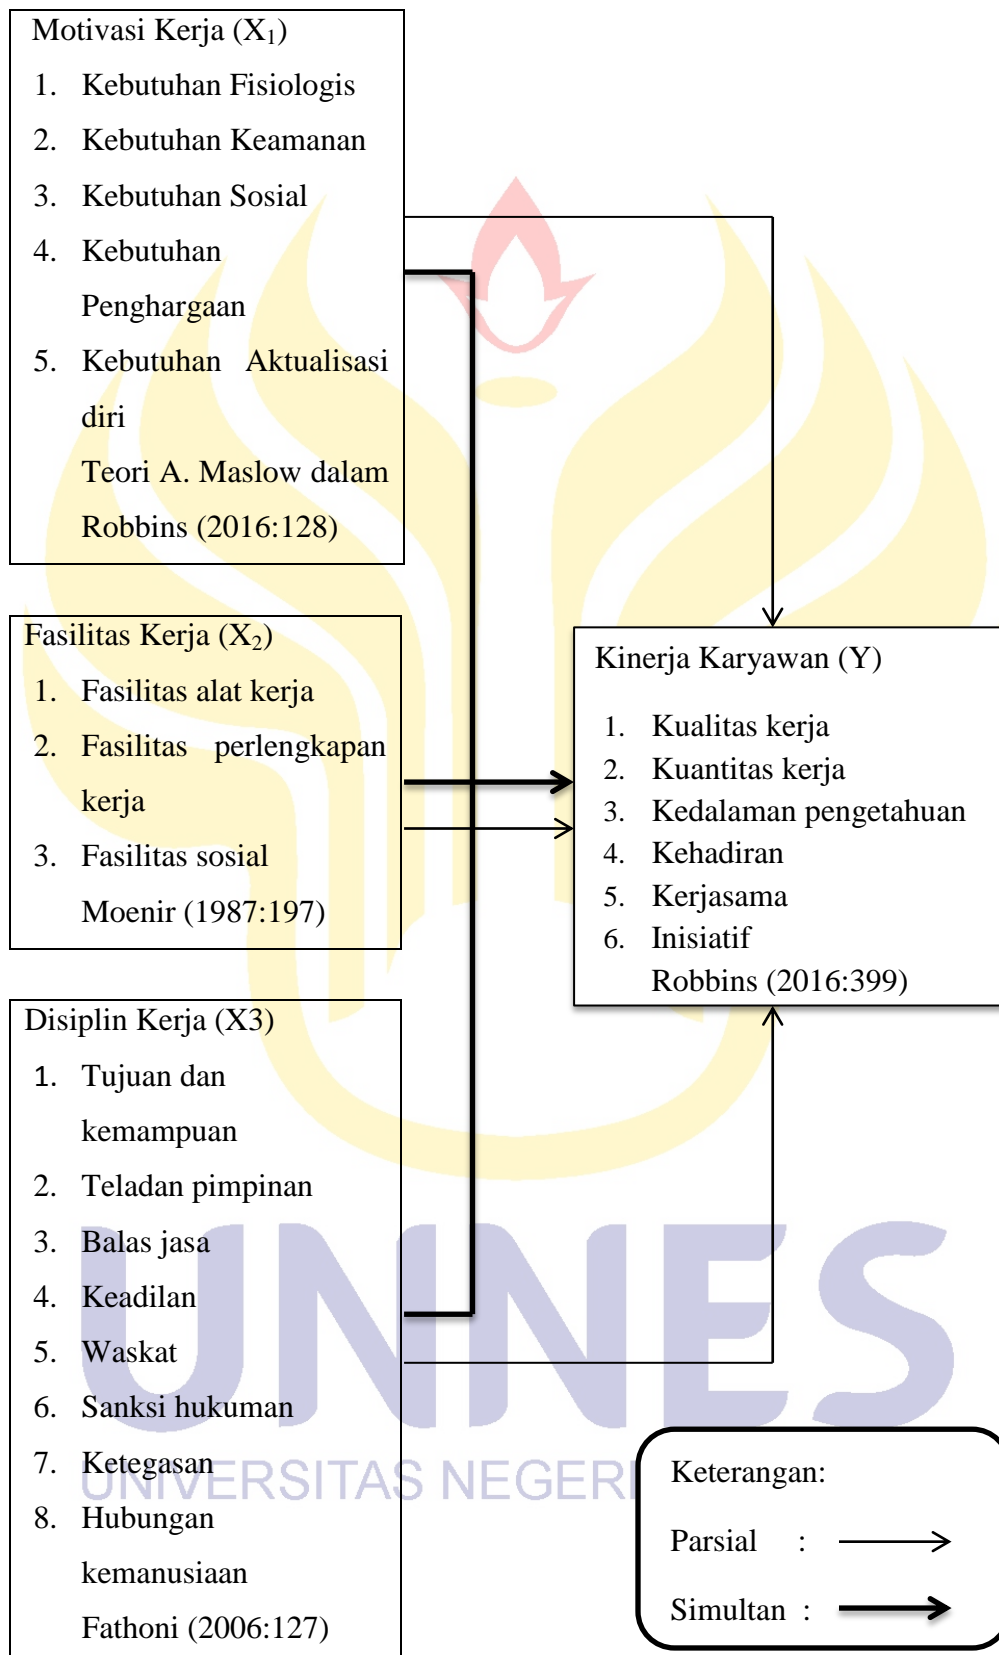 Motivasi Kerja (X₁)
1. Kebutuhan Fisiologis
2. Kebutuhan Keamanan
3. Kebutuhan Sosial
4. Kebutuhan
Penghargaan
5. Kebutuhan Aktualisasi
diri
Teori A. Maslow dalam
Robbins (2016:128)
Fasilitas Kerja (X₂)
1. Fasilitas alat kerja
2. Fasilitas perlengkapan
kerja
3. Fasilitas sosial
Moenir (1987:197)
Kinerja Karyawan (Y)
1. Kualitas kerja
2. Kuantitas kerja
3. Kedalaman pengetahuan
4. Kehadiran
5. Kerjasama
6. Inisiatif
Robbins (2016:399)
Disiplin Kerja (X3)
1. Tujuan dan
kemampuan
2. Teladan pimpinan
3. Balas jasa
4. Keadilan
5. Waskat
6. Sanksi hukuman
7. Ketegasan
8. Hubungan
kemanusiaan
Fathoni (2006:127)
UNNES
UNIVERSITAS NEGERI
Keterangan:
Parsial :
Simultan :